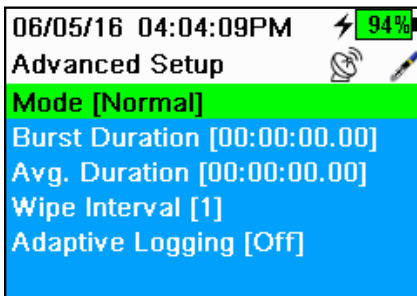 06/05/16 04:04:09PM 94%
Advanced Setup
Mode [Normal]
Burst Duration [00:00:00.00]
Avg. Duration [00:00:00.00]
Wipe Interval [1]
Adaptive Logging [Off]